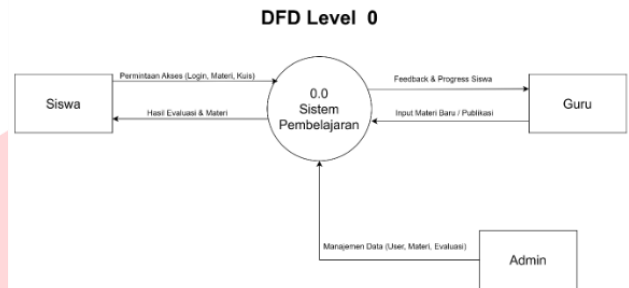 DFD Level 0
Permintaan Akses (Login, Materi, Kuis)
Feedback & Progress Siswa
Siswa
0.0
Sistem
Pembelajaran
Guru
Hasil Evaluasi & Materi
Input Materi Baru / Publikasi
Manajemen Data (User, Materi, Evaluasi)
Admin